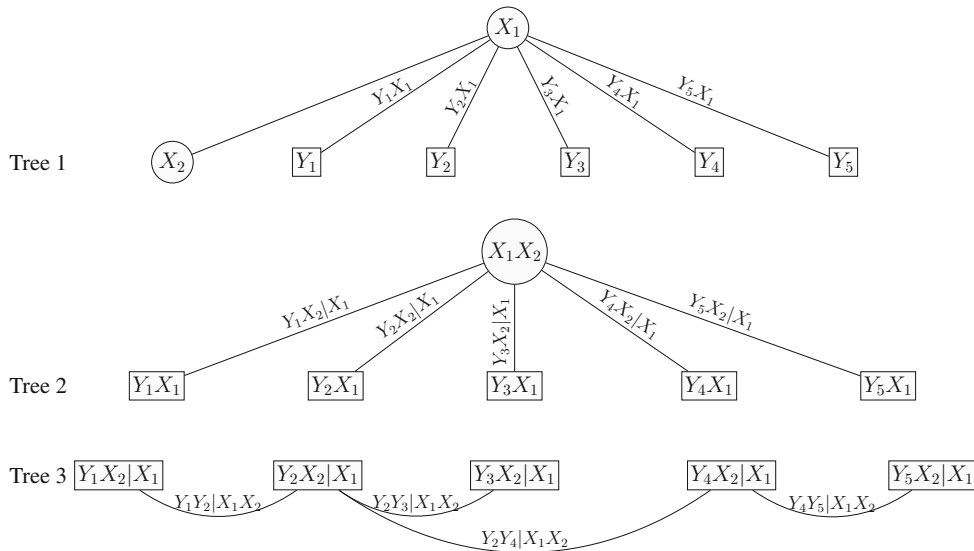 X₁
Y₁X₁ Y₂X₁ Y₃X₁ Y₄X₁ Y₅X₁
Tree 1 X₂ Y₁ Y₂ Y₃ Y₄ Y₅
X₁X₂
Y₁X₂|X₁ Y₂X₂|X₁ Y₃X₂|X₁ Y₄X₂|X₁ Y₅X₂|X₁
Tree 2 Y₁X₁ Y₂X₁ Y₃X₁ Y₄X₁ Y₅X₁
Tree 3 Y₁X₂|X₁ Y₂X₂|X₁ Y₃X₂|X₁ Y₄X₂|X₁ Y₅X₂|X₁
Y₁Y₂|X₁X₂ Y₂Y₃|X₁X₂ Y₄Y₅|X₁X₂
Y₂Y₄|X₁X₂